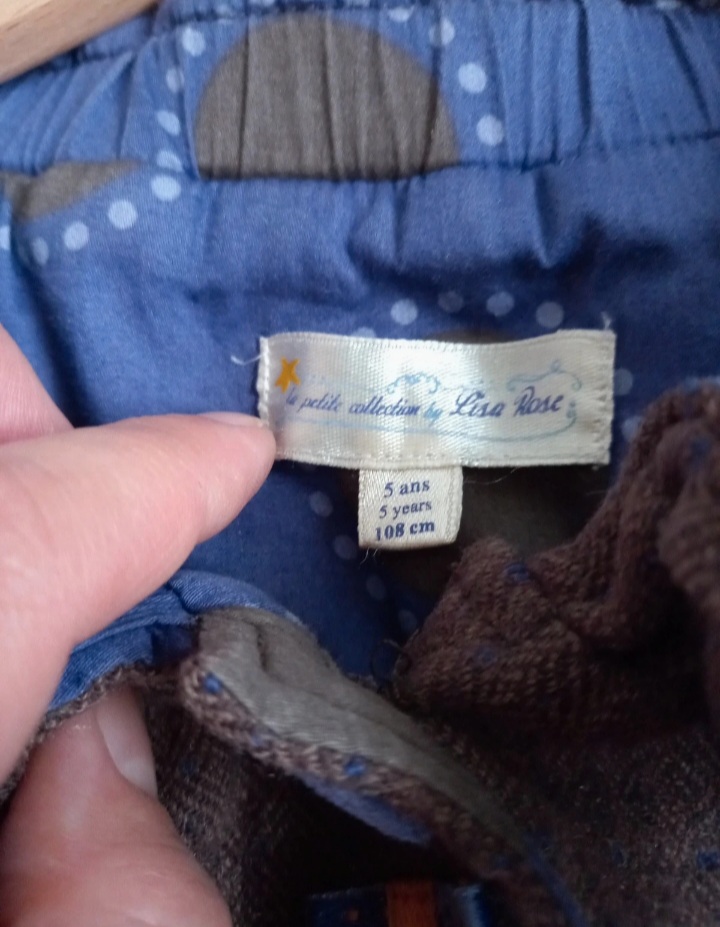 la petite collection by Lisa Rose
5 ans
5 years
108 cm